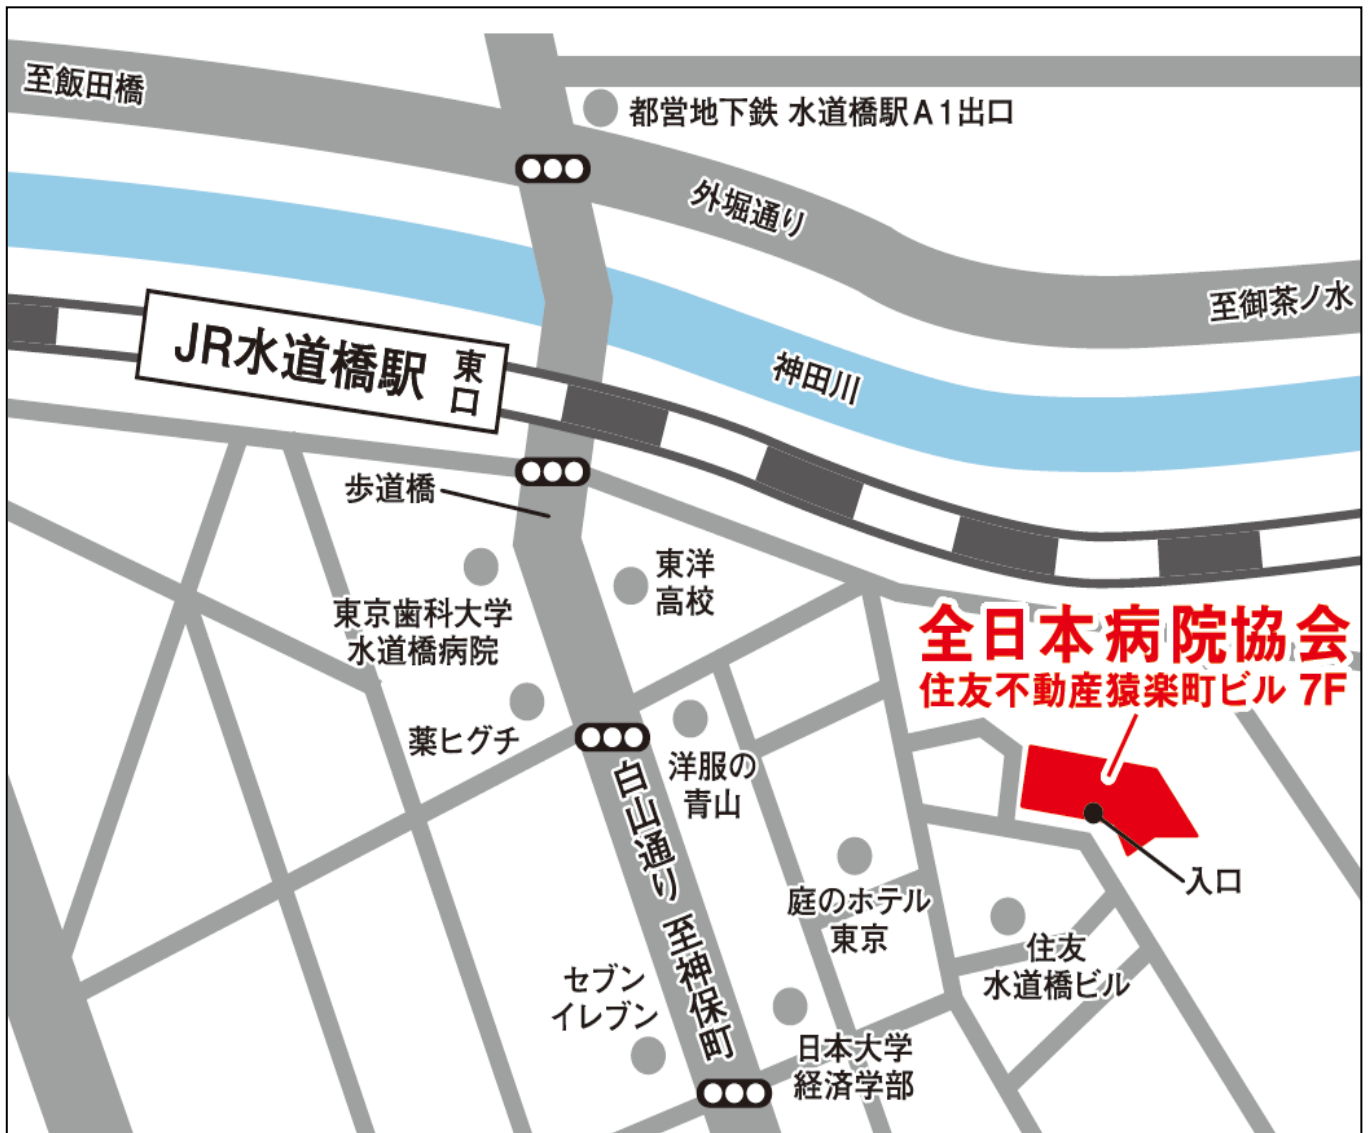 至飯田橋
都営地下鉄 水道橋駅A1出口
外堀通り
至御茶ノ水
JR水道橋駅 東口
神田川
歩道橋
東洋
高校
東京歯科大学
水道橋病院
全日本病院協会
住友不動産猿楽町ビル 7F
薬ヒグチ
洋服の
青山
白山通り 至神保町
入口
庭のホテル
東京
住友
水道橋ビル
セブン
イレブン
日本大学
経済学部